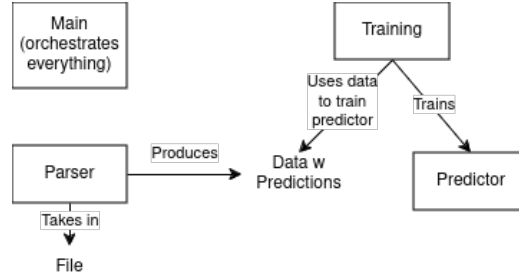 Main
(orchestrates
everything)
Training
Uses data
to train
predictor
Trains
Produces
Parser
Data w
Predictions
Predictor
Takes in
File